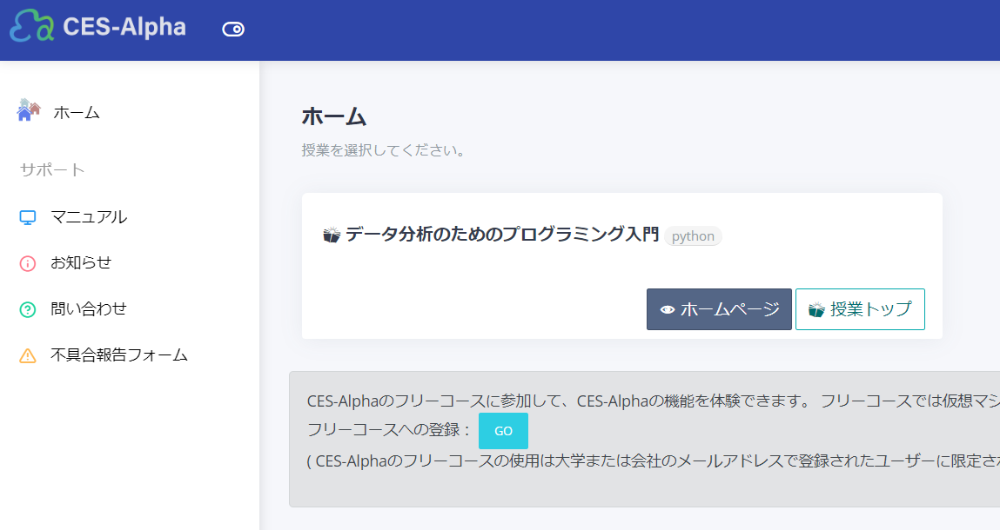 CES-Alpha
ホーム
サポート
マニュアル
お知らせ
問い合わせ
不具合報告フォーム
ホーム
授業を選択してください。
データ分析のためのプログラミング入門 python
ホームページ 授業トップ
CES-Alphaのフリーコースに参加して、CES-Alphaの機能を体験できます。 フリーコースでは仮想マシ
フリーコースへの登録： GO
( CES-Alphaのフリーコースの使用は大学または会社のメールアドレスで登録されたユーザーに限定さ